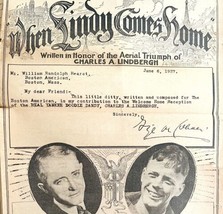 When Lindy Comes Home
Written in Honor of the Aerial Triumph of
CHARLES A. LINDBERGH
June 6, 1927,
Mr. William Randolph Hearst,
Boston American,
Boston, Mass.
My dear Friend:-
This little ditty, written and composed for The
Boston American, is my contribution to the Welcome Home Reception
of the REAL YANKEE DOODLE DANDY, CHARLES A LINDBERGH.
Sincerely,
Geo M. Cohan